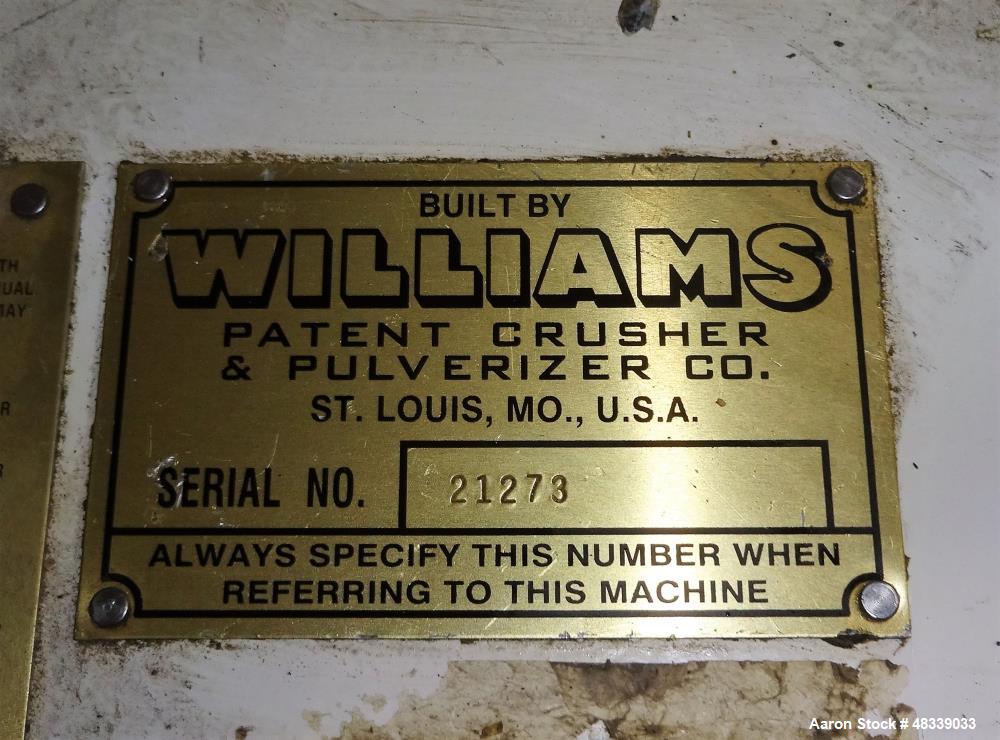 BUILT BY
WILLIAMS
PATENT CRUSHER
& PULVERIZER CO.
ST. LOUIS, MO., U.S.A.
SERIAL NO. 21273
ALWAYS SPECIFY THIS NUMBER WHEN
REFERRING TO THIS MACHINE
MAY
Aaron Stock # 48339033